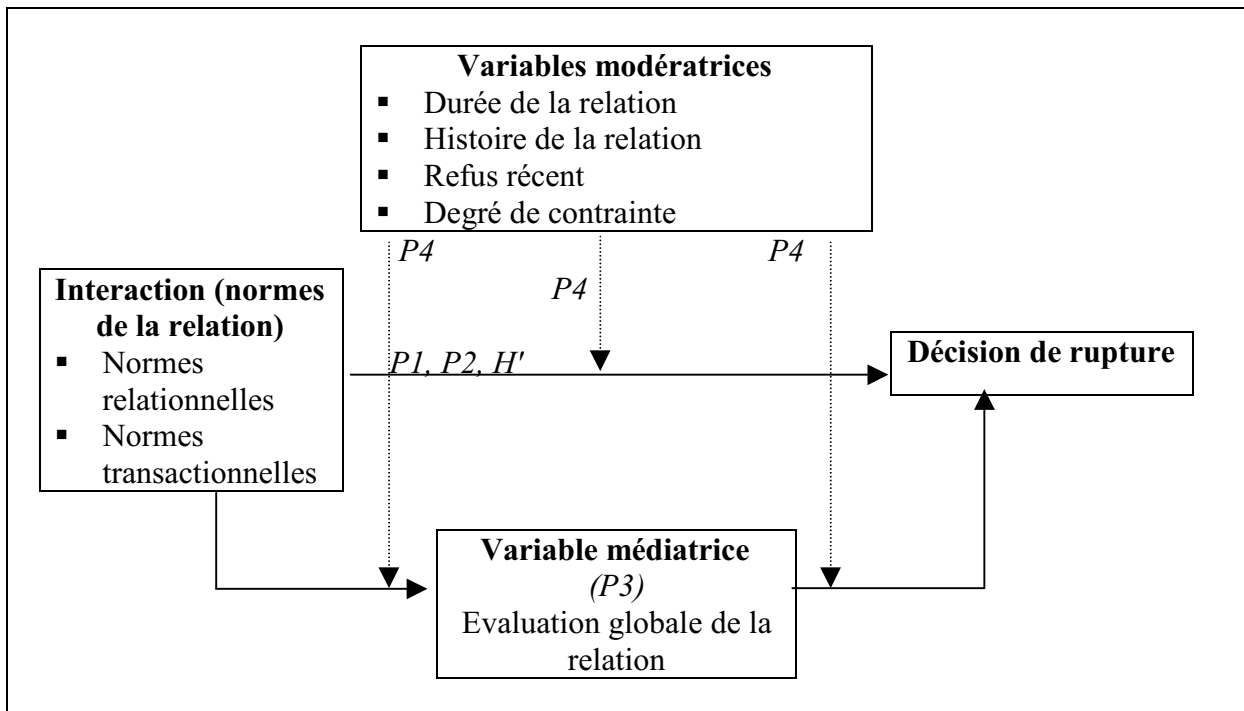 Variables modératrices
▪ Durée de la relation
▪ Histoire de la relation
▪ Refus récent
▪ Degré de contrainte
P4
P4
P4
Interaction (normes
de la relation)
▪ Normes
relationnelles
▪ Normes
transactionnelles
P1, P2, H'
Décision de rupture
Variable médiatrice
(P3)
Evaluation globale de la
relation